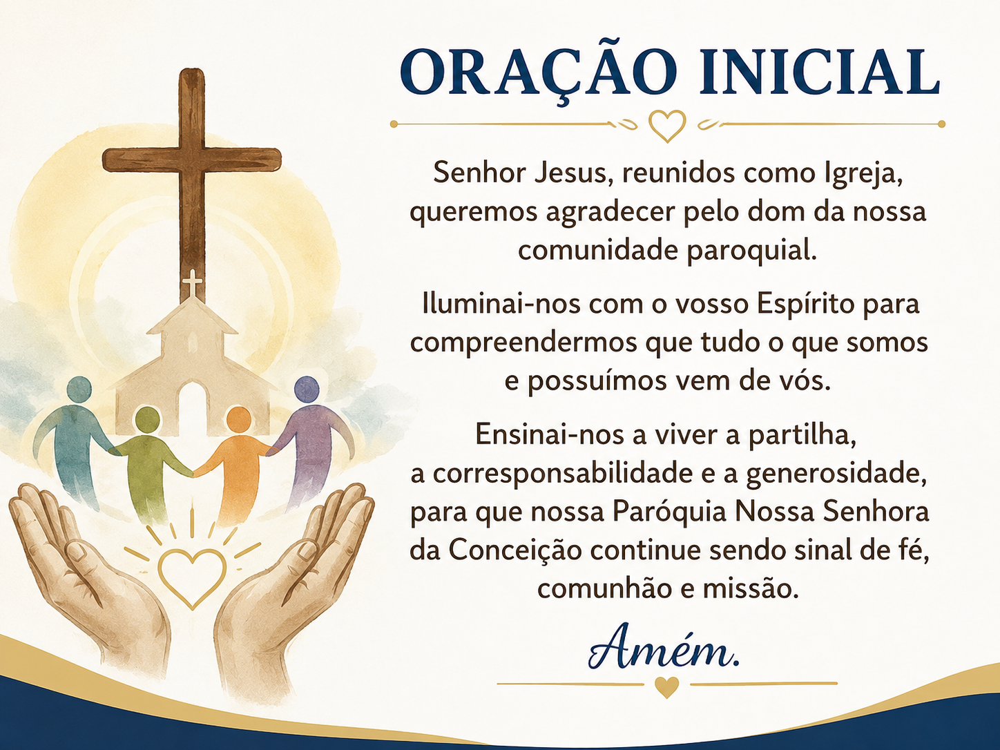 ORAÇÃO INICIAL
Senhor Jesus, reunidos como Igreja,
queremos agradecer pelo dom da nossa
comunidade paroquial.
Iluminai-nos com o vosso Espírito para
compreendermos que tudo o que somos
e possuímos vem de vós.
Ensinai-nos a viver a partilha,
a corresponsabilidade e a generosidade,
para que nossa Paróquia Nossa Senhora
da Conceição continue sendo sinal de fé,
comunhão e missão.
Amém.